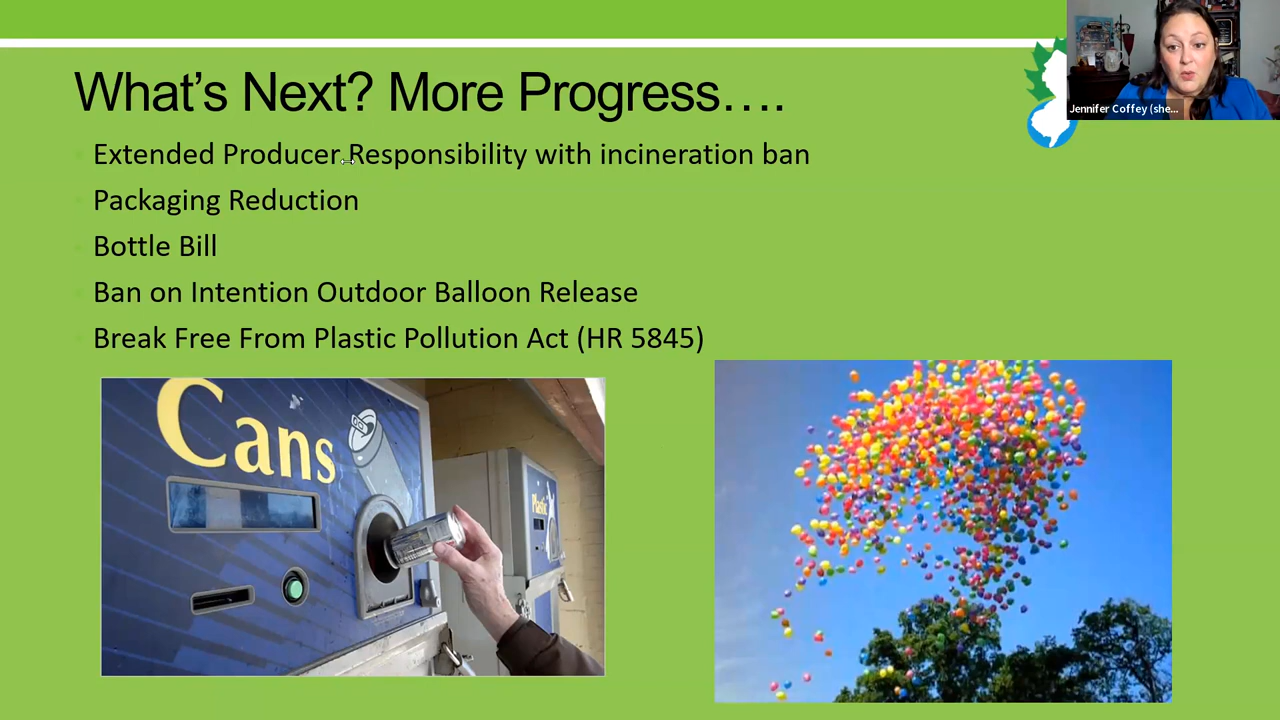 What's Next? More Progress….
Jennifer Coffey (she...
Extended Producer Responsibility with incineration ban
Packaging Reduction
Bottle Bill
Ban on Intention Outdoor Balloon Release
Break Free From Plastic Pollution Act (HR 5845)
Cans
Plastic